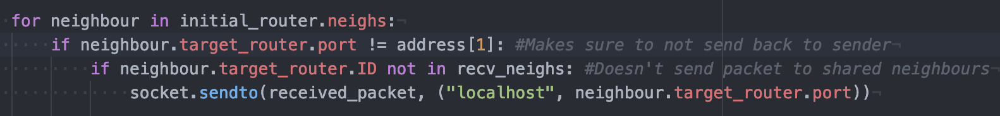 for neighbour in initial_router.neighs:¬
if neighbour.target_router.port != address[1]: #Makes sure to not send back to sender¬
if neighbour.target_router.ID not in recv_neighs: #Doesn't send packet to shared neighbours¬
socket.sendto(received_packet, ("localhost", neighbour.target_router.port))¬